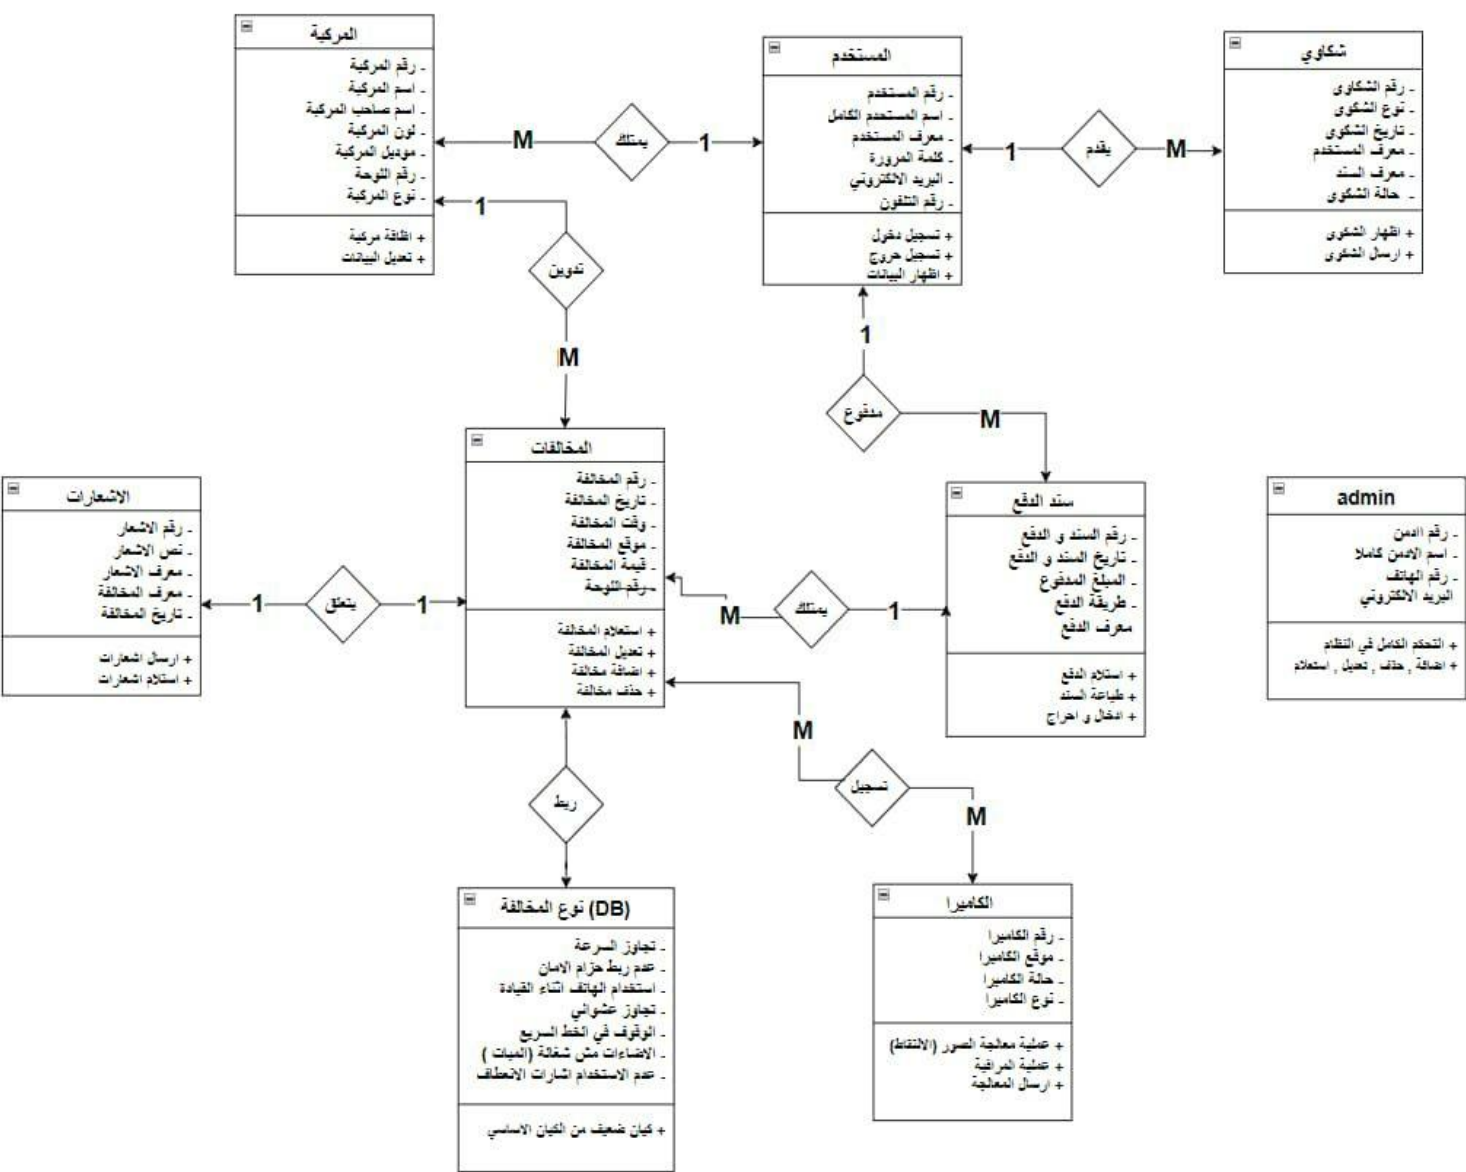 المركبة
- رقم المركبة
- اسم المركبة
- اسم صاحب المركبة
- لون المركبة
- موديل المركبة
- رقم اللوحة
- نوع المركبة
+ اظافة مركبة
+ تعديل البيانات
M
يمتلك
1
المستخدم
- رقم المستخدم
- اسم المستحدم الكامل
- معرف المستخدم
- كلمة المرورة
- البريد الالكتروني
- رقم التلفون
+ تسجيل دخول
+ تسجيل حروج
+ اظهار البيانات
1
يقدم
M
شكاوي
- رقم الشكاوى
- نوع الشكوى
- تاريخ الشكوى
- معرف المستخدم
- معرف السند
- حالة الشكوى
+ اظهار الشكوى
+ ارسال الشكوى
1
تدوين
M
1
مدفوع
M
الاشعارات
- رقم الاشعار
- نص الاشعار
- معرف الاشعار
- معرف المخالفة
- تاريخ المخالفة
+ ارسال اشعارات
+ استلام اشعارات
1
يتعلق
1
المخالفات
- رقم المخالفة
- تاريخ المخالفة
- وقت المخالفة
- موقع المخالفة
- قيمة المخالفة
- رقم اللوحة
+ استعلام المخالفة
+ تعديل المخالفة
+ اضافة مخالفة
+ حذف مخالفة
M
يمتلك
1
سند الدفع
- رقم السند و الدفع
- تاريخ السند و الدفع
- المبلغ المدفوع
- طريقة الدفع
معرف الدفع
+ استلام الدفع
+ طباعة السند
+ ادخال و احراج
admin
- رقم اادمن
- اسم الادمن كاملا
- رقم الهاتف
البريد الالكتروني
+ التحكم الكامل في النظام
+ اضافة , حذف , تعديل , استعلام
M
تسجيل
M
ربط
نوع المخالفة (DB)
- تجاوز السرعة
- عدم ربط حزام الامان
- استخدام الهاتف اثناء القيادة
- تجاوز عشوائي
- الوقوف في الخط السريع
- الاضاءات مش شغالة (الميات )
- عدم الاستخدام اشارات الانعطاف
+ كيان ضعيف من الكيان الاساسي
الكاميرا
- رقم الكاميرا
- موقع الكاميرا
- حالة الكاميرا
- نوع الكاميرا
+ عملية معالجة الصور (الالتقاط)
+ عملية المراقبة
+ ارسال المعالجة